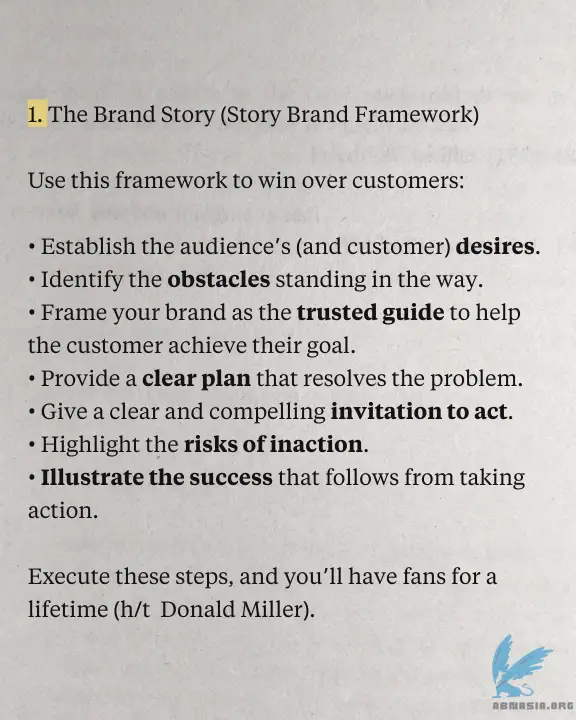 1. The Brand Story (Story Brand Framework)
Use this framework to win over customers:
• Establish the audience’s (and customer) desires.
• Identify the obstacles standing in the way.
• Frame your brand as the trusted guide to help
the customer achieve their goal.
• Provide a clear plan that resolves the problem.
• Give a clear and compelling invitation to act.
• Highlight the risks of inaction.
• Illustrate the success that follows from taking
action.
Execute these steps, and you’ll have fans for a
lifetime (h/t  Donald Miller).
ABMASIA.ORG